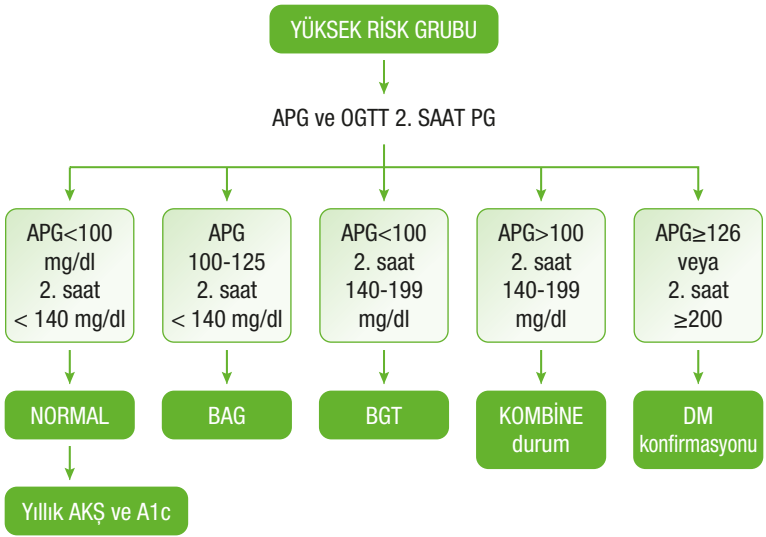 YÜKSEK RİSK GRUBU
APG ve OGTT 2. SAAT PG
APG<100
mg/dl
2. saat
< 140 mg/dl
APG
100-125
2. saat
< 140 mg/dl
APG<100
2. saat
140-199
mg/dl
APG>100
2. saat
140-199
mg/dl
APG≥126
veya
2. saat
≥200
NORMAL
BAG
BGT
KOMBİNE
durum
DM
konfirmasyonu
Yıllık AKŞ ve A1c